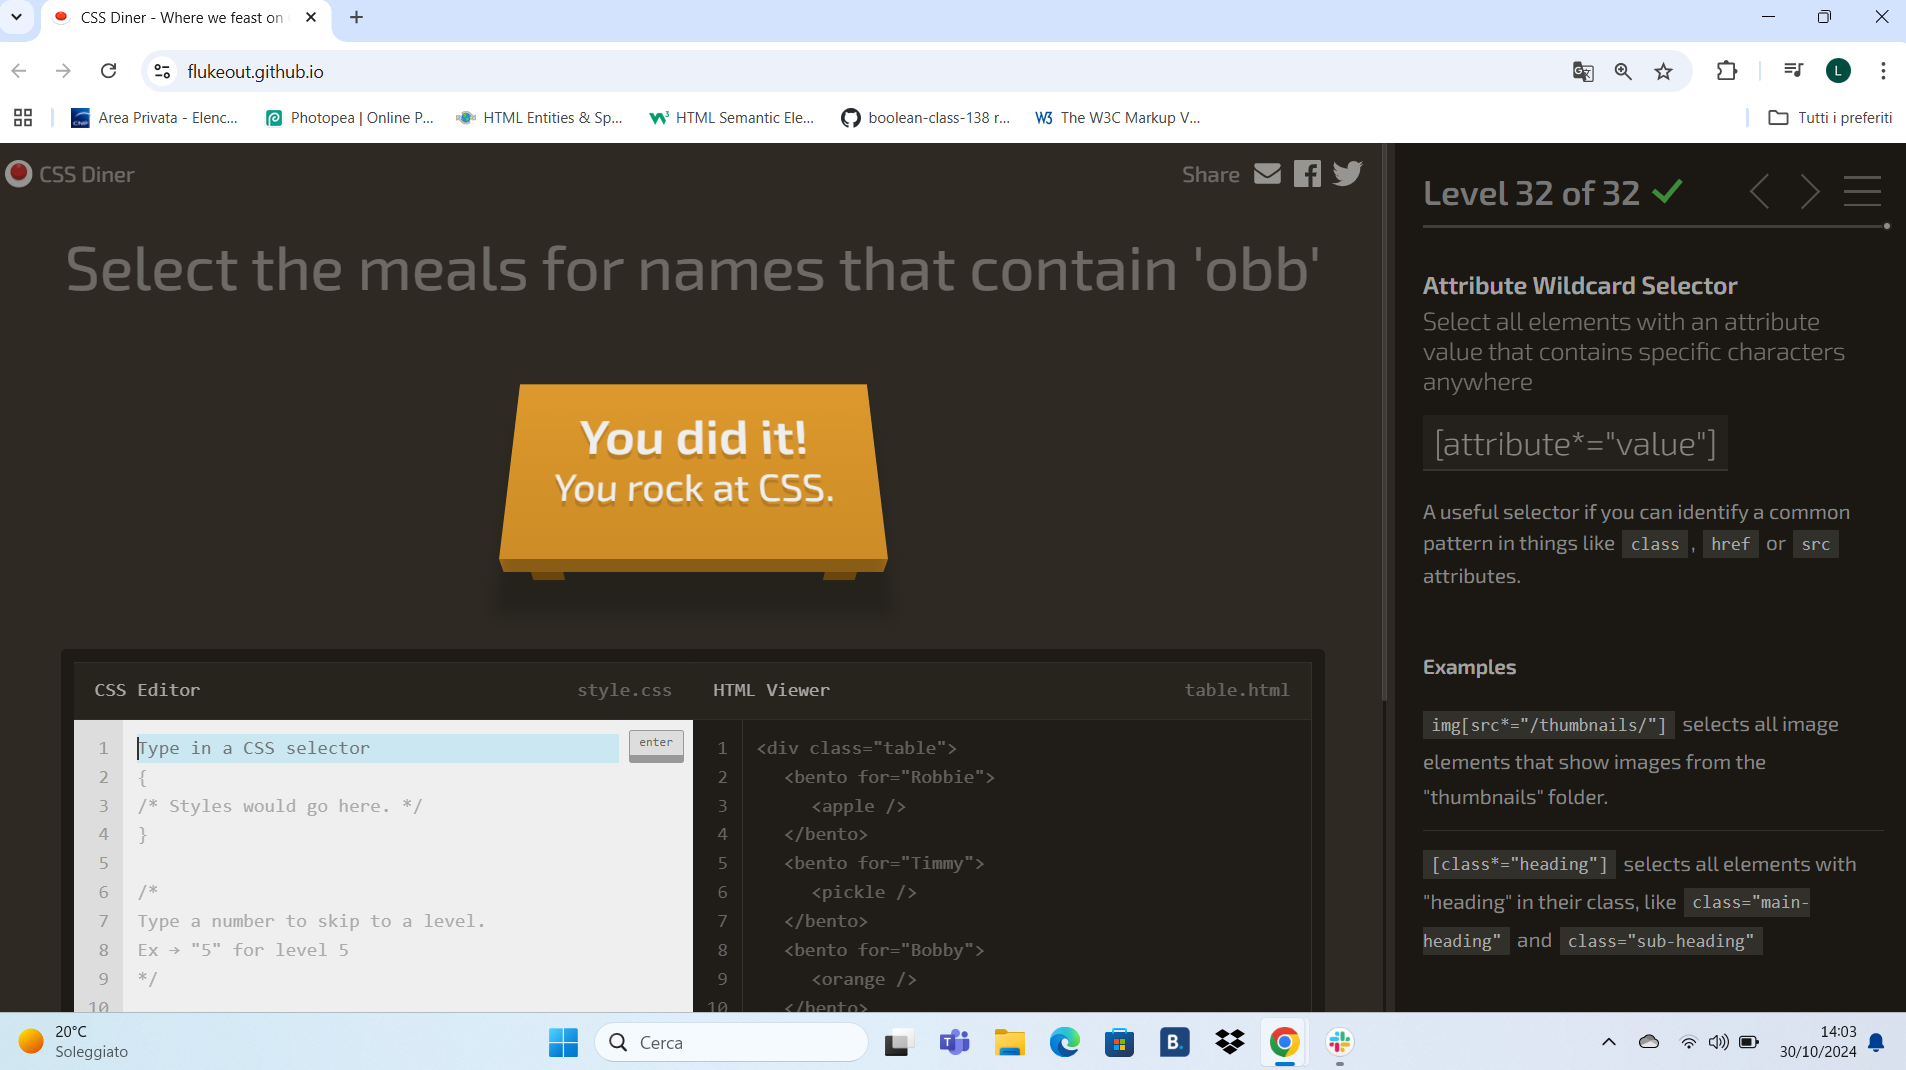 CSS Diner - Where we feast on
flukeout.github.io
Area Privata - Elenc...
Photopea | Online P...
HTML Entities & Sp...
HTML Semantic Ele...
boolean-class-138 r...
The W3C Markup V...
Tutti i preferiti
L
CSS Diner
Share
Select the meals for names that contain 'obb'
You did it!
You rock at CSS.
CSS Editor
style.css
HTML Viewer
table.html
1 Type in a CSS selector
enter
2 {
3 /* Styles would go here. */
4 }
5
6 /*
7 Type a number to skip to a level.
8 Ex → "5" for level 5
9 */
10
1 <div class="table">
2 <bento for="Robbie">
3 <apple />
4 </bento>
5 <bento for="Timmy">
6 <pickle />
7 </bento>
8 <bento for="Bobby">
9 <orange />
10 </bento>
Level 32 of 32
Attribute Wildcard Selector
Select all elements with an attribute
value that contains specific characters
anywhere
[attribute*="value"]
A useful selector if you can identify a common
pattern in things like class , href or src
attributes.
Examples
img[src*="/thumbnails/"] selects all image
elements that show images from the
"thumbnails" folder.
[class*="heading"] selects all elements with
"heading" in their class, like class="main-
heading" and class="sub-heading"
20°C
Soleggiato
Cerca
B.
14:03
30/10/2024